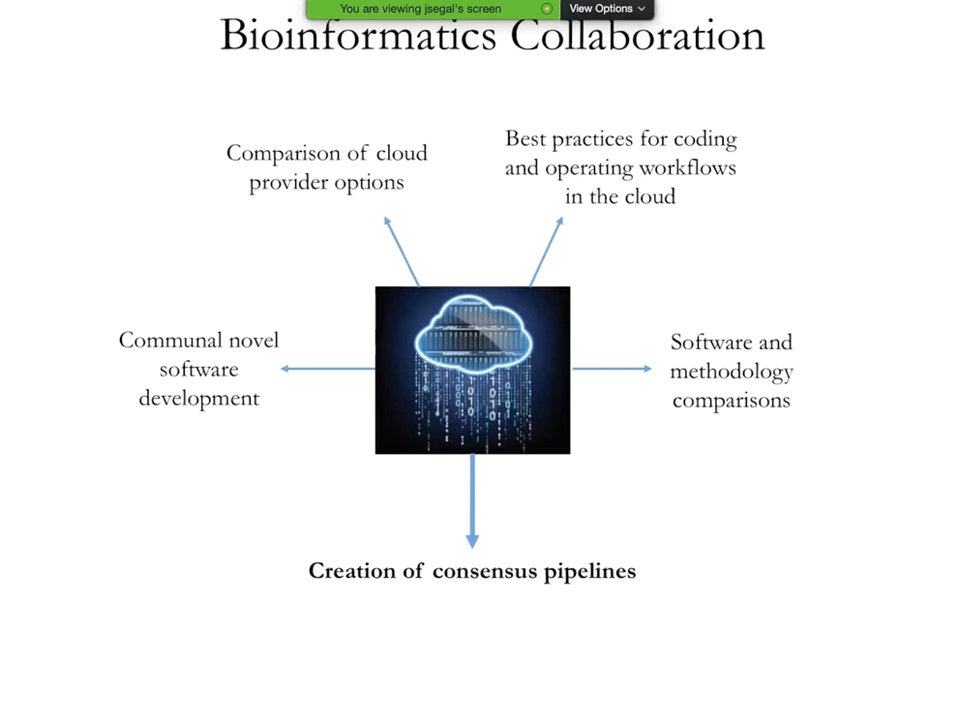 You are viewing jsegal's screen
View Options
Bioinformatics Collaboration
Comparison of cloud
provider options
Best practices for coding
and operating workflows
in the cloud
Communal novel
software
development
Software and
methodology
comparisons
Creation of consensus pipelines